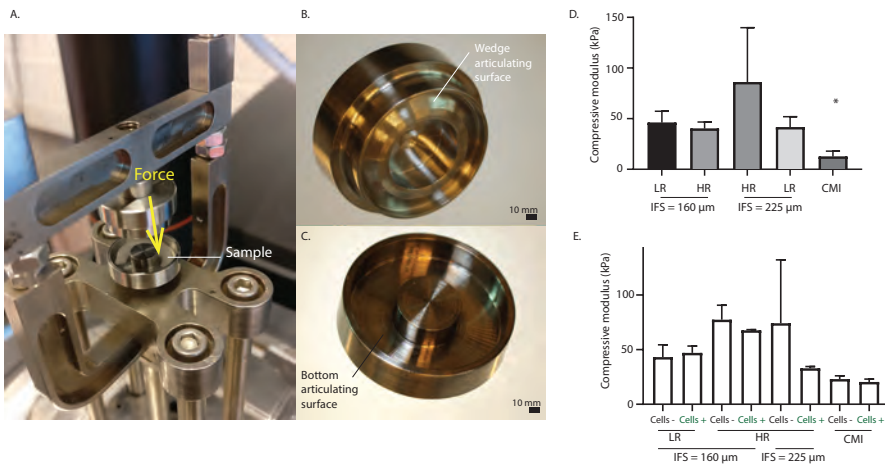 A.
Force
Sample
B.
Wedge
articulating
surface
10 mm
C.
Bottom
articulating
surface
10 mm
D.
Compressive modulus (kPa)
150
100
50
0
*
LR HR HR LR CMI
IFS = 160 µm IFS = 225 µm
E.
Compressive modulus (kPa)
100
50
0
Cells - Cells + Cells - Cells + Cells - Cells + Cells - Cells +
LR HR CMI
IFS = 160 µm IFS = 225 µm